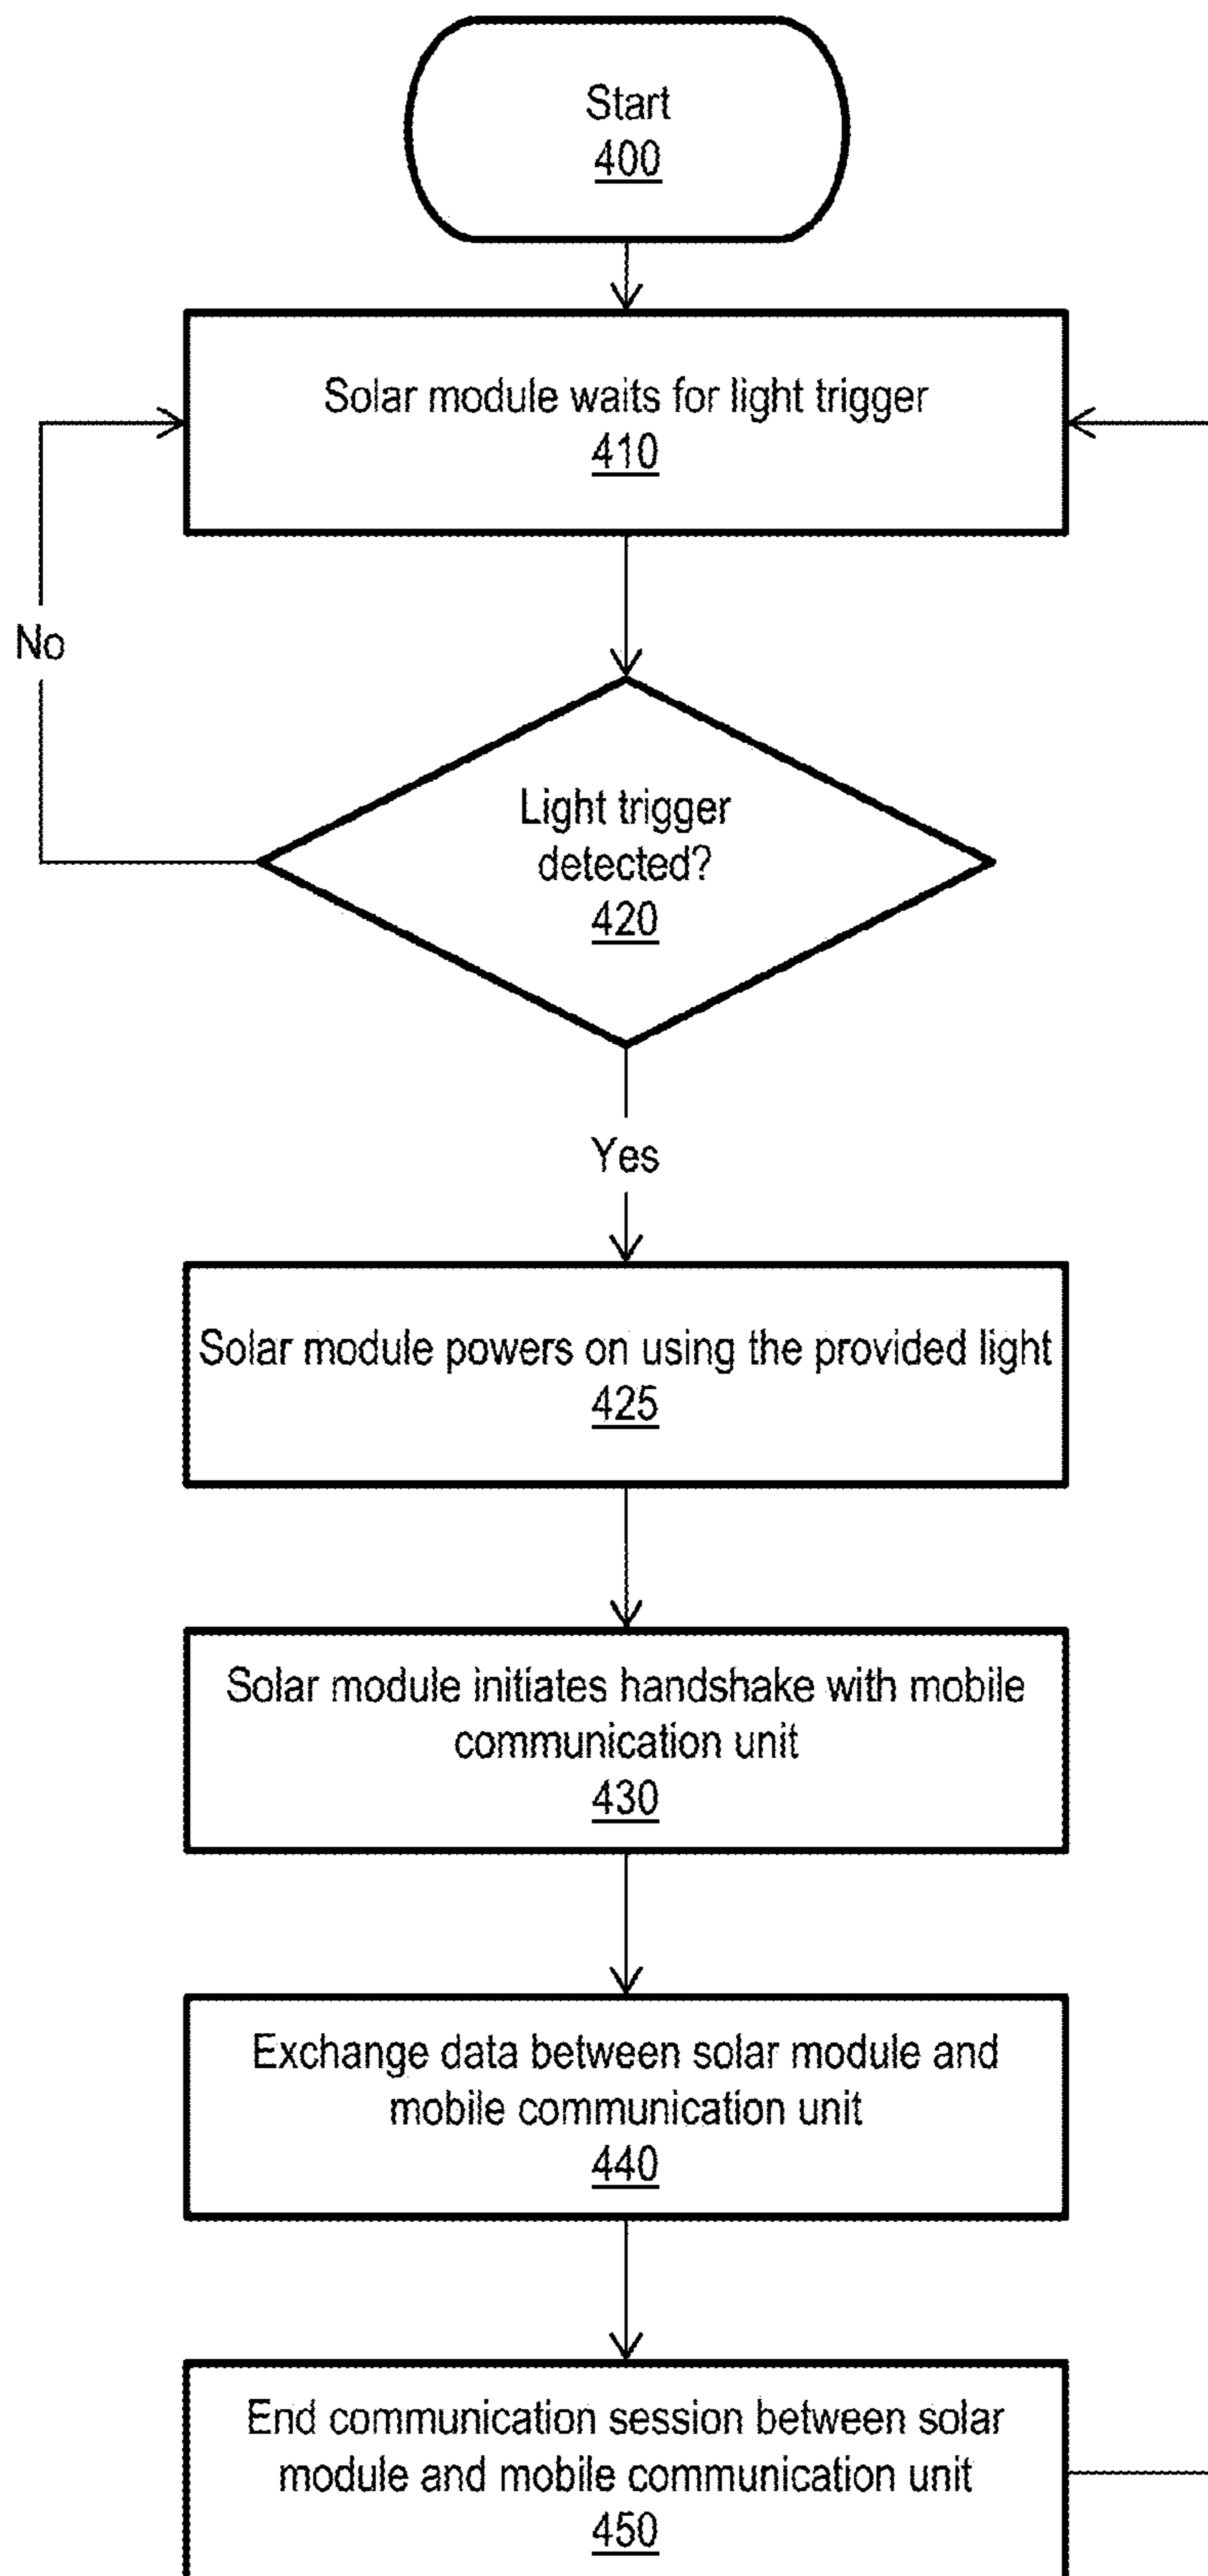 Start
400
Solar module waits for light trigger
410
No
Light trigger
detected?
420
Yes
Solar module powers on using the provided light
425
Solar module initiates handshake with mobile
communication unit
430
Exchange data between solar module and
mobile communication unit
440
End communication session between solar
module and mobile communication unit
450